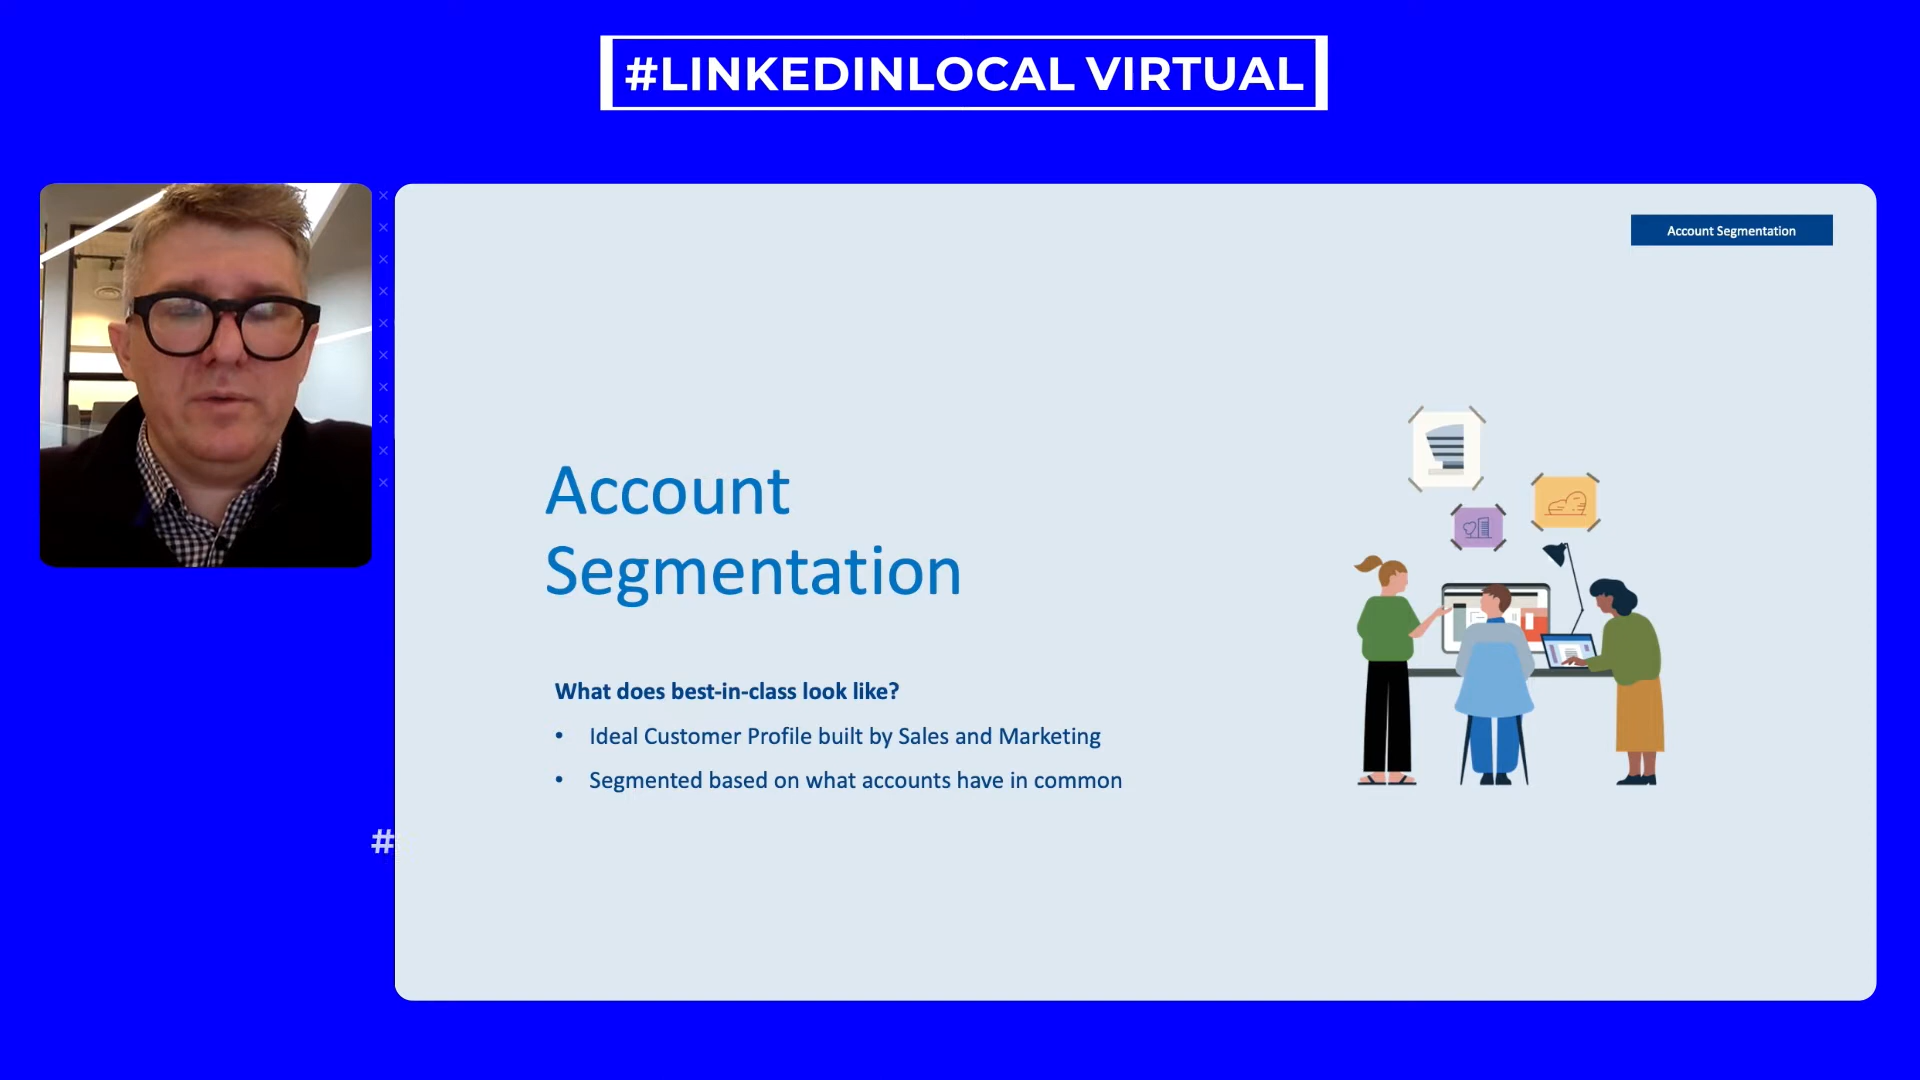 #LINKEDINLOCAL VIRTUAL
Account Segmentation
Account
Segmentation
What does best-in-class look like?
• Ideal Customer Profile built by Sales and Marketing
• Segmented based on what accounts have in common
#